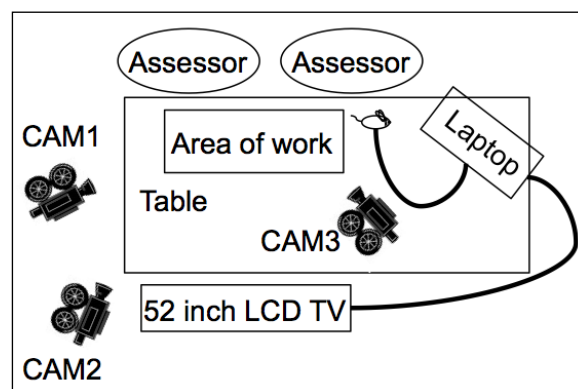 Assessor
Assessor
CAM1
Area of work
Laptop
Table
CAM3
52 inch LCD TV
CAM2